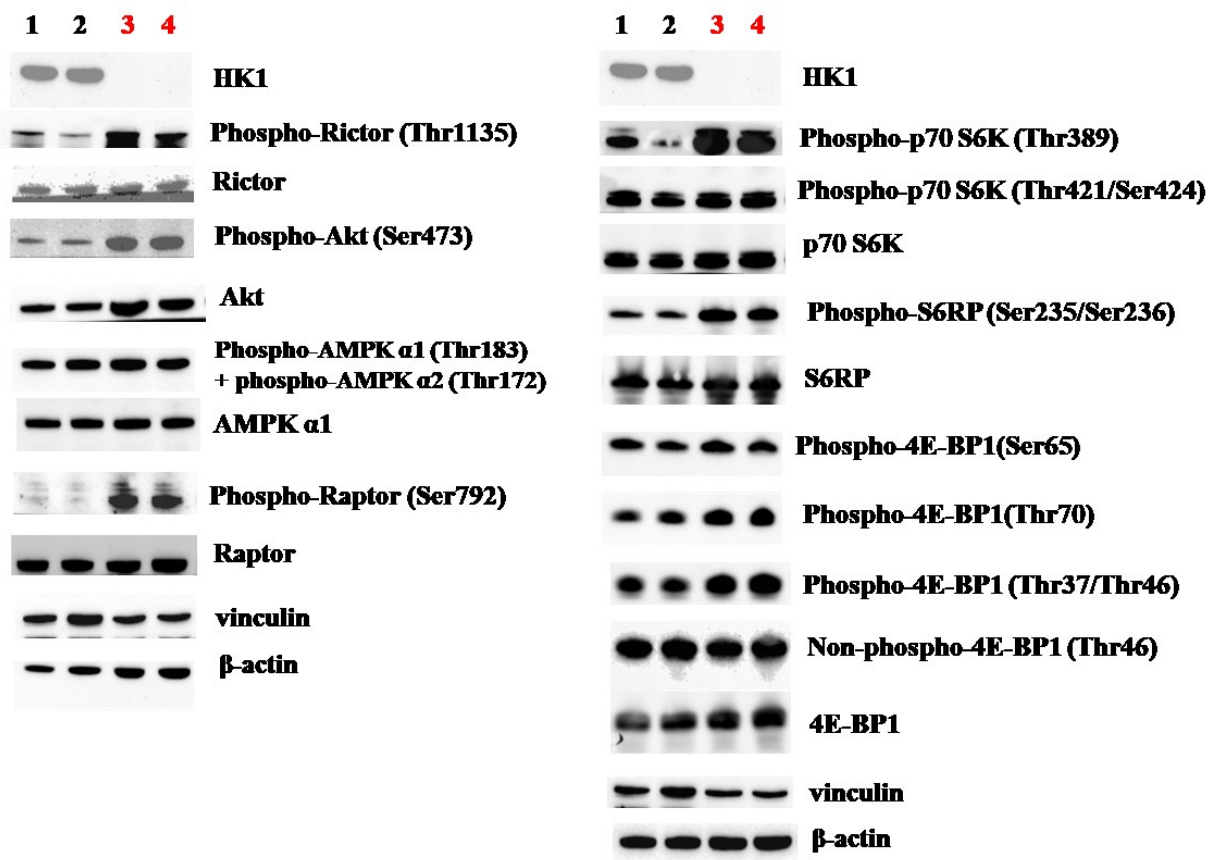 1 2 3 4
HK1
Phospho-Rictor (Thr1135)
Rictor
Phospho-Akt (Ser473)
Akt
Phospho-AMPK α1 (Thr183)
+ phospho-AMPK α2 (Thr172)
AMPK α1
Phospho-Raptor (Ser792)
Raptor
vinculin
β-actin
1 2 3 4
HK1
Phospho-p70 S6K (Thr389)
Phospho-p70 S6K (Thr421/Ser424)
p70 S6K
Phospho-S6RP (Ser235/Ser236)
S6RP
Phospho-4E-BP1(Ser65)
Phospho-4E-BP1(Thr70)
Phospho-4E-BP1 (Thr37/Thr46)
Non-phospho-4E-BP1 (Thr46)
4E-BP1
vinculin
β-actin